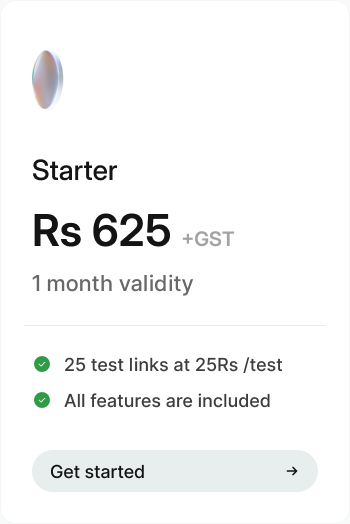 Starter
Rs 625 +GST
1 month validity
25 test links at 25Rs /test
All features are included
Get started →